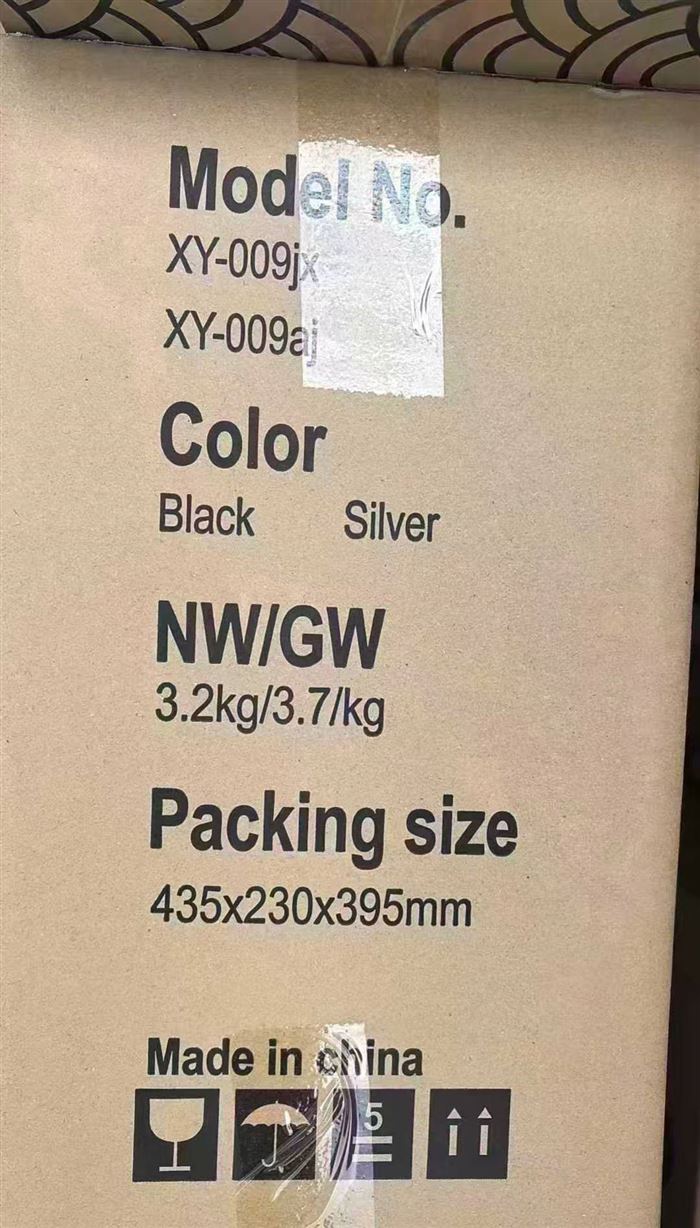 Model No.
XY-009jx
XY-009aj
Color
Black Silver
NW/GW
3.2kg/3.7/kg
Packing size
435x230x395mm
Made in china
5